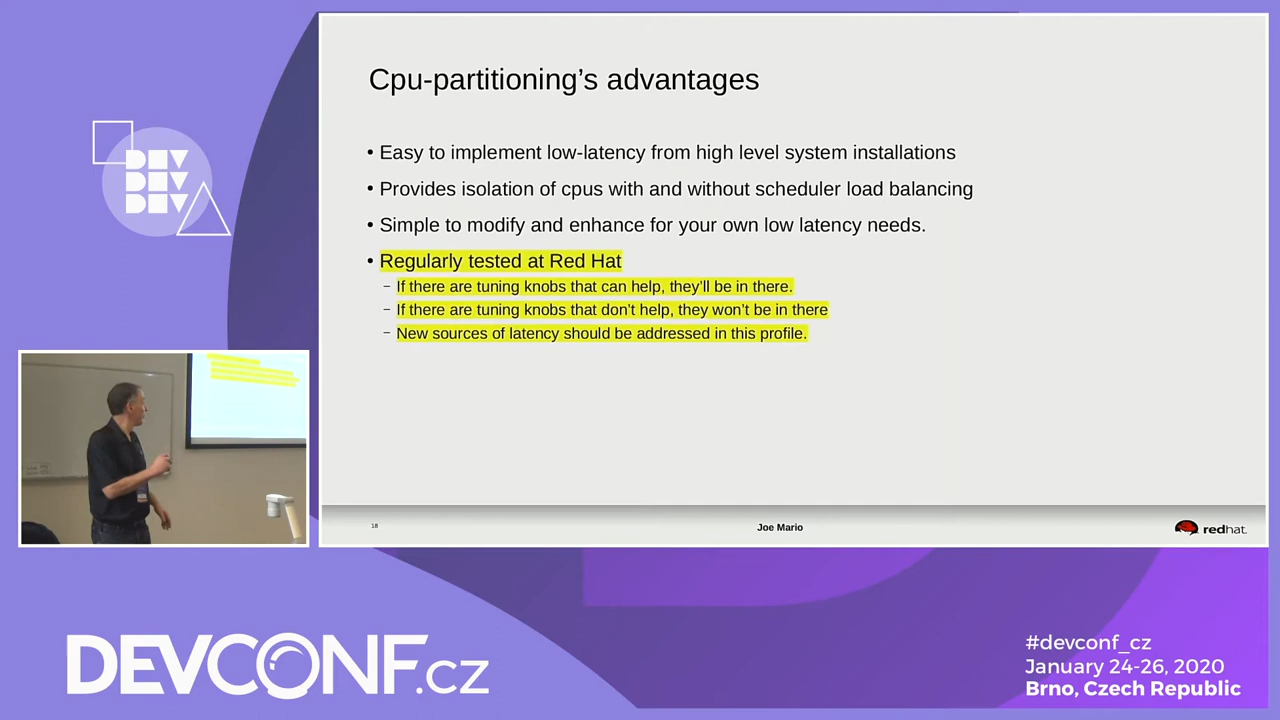 Cpu-partitioning's advantages
• Easy to implement low-latency from high level system installations
• Provides isolation of cpus with and without scheduler load balancing
• Simple to modify and enhance for your own low latency needs.
• Regularly tested at Red Hat
– If there are tuning knobs that can help, they'll be in there.
– If there are tuning knobs that don't help, they won't be in there
– New sources of latency should be addressed in this profile.
18
Joe Mario
redhat.
DEV
DEV
DEV
DEVCONF.cz
#devconf_cz
January 24-26, 2020
Brno, Czech Republic